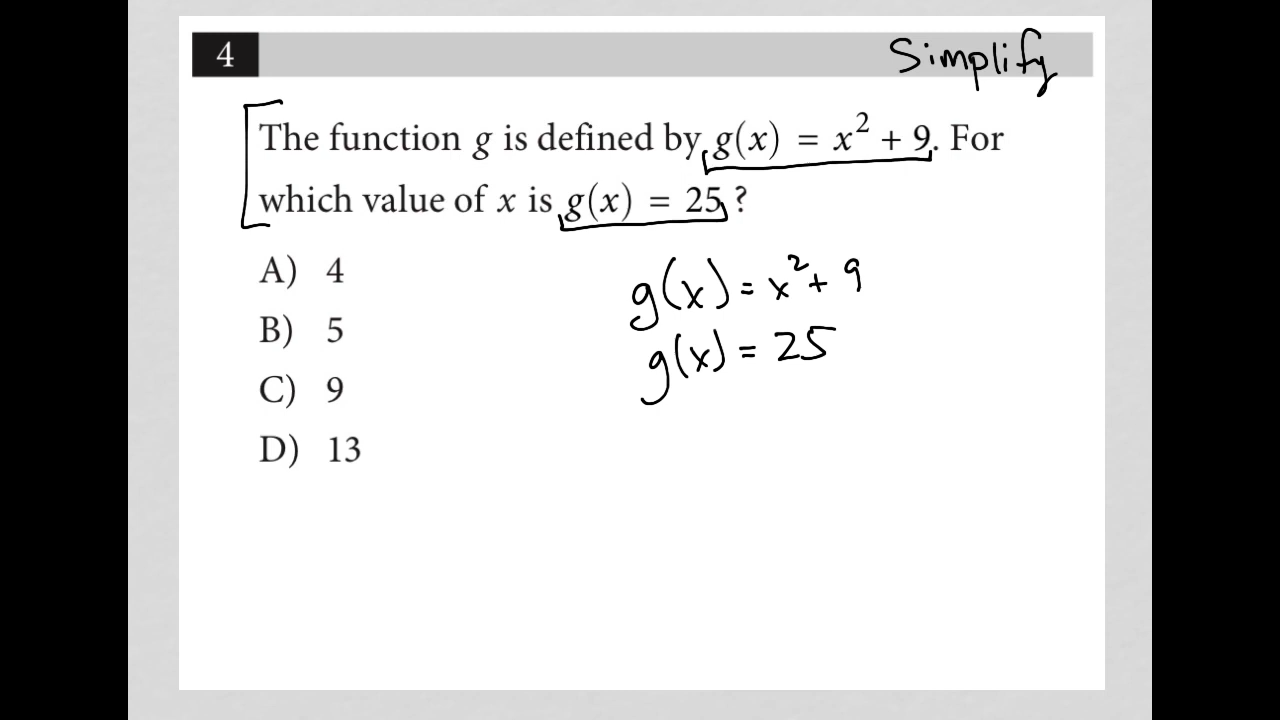 4
Simplify
The function g is defined by g(x) = x² + 9. For
which value of x is g(x) = 25 ?
A) 4
B) 5
C) 9
D) 13
g(x) = x² + 9
g(x) = 25